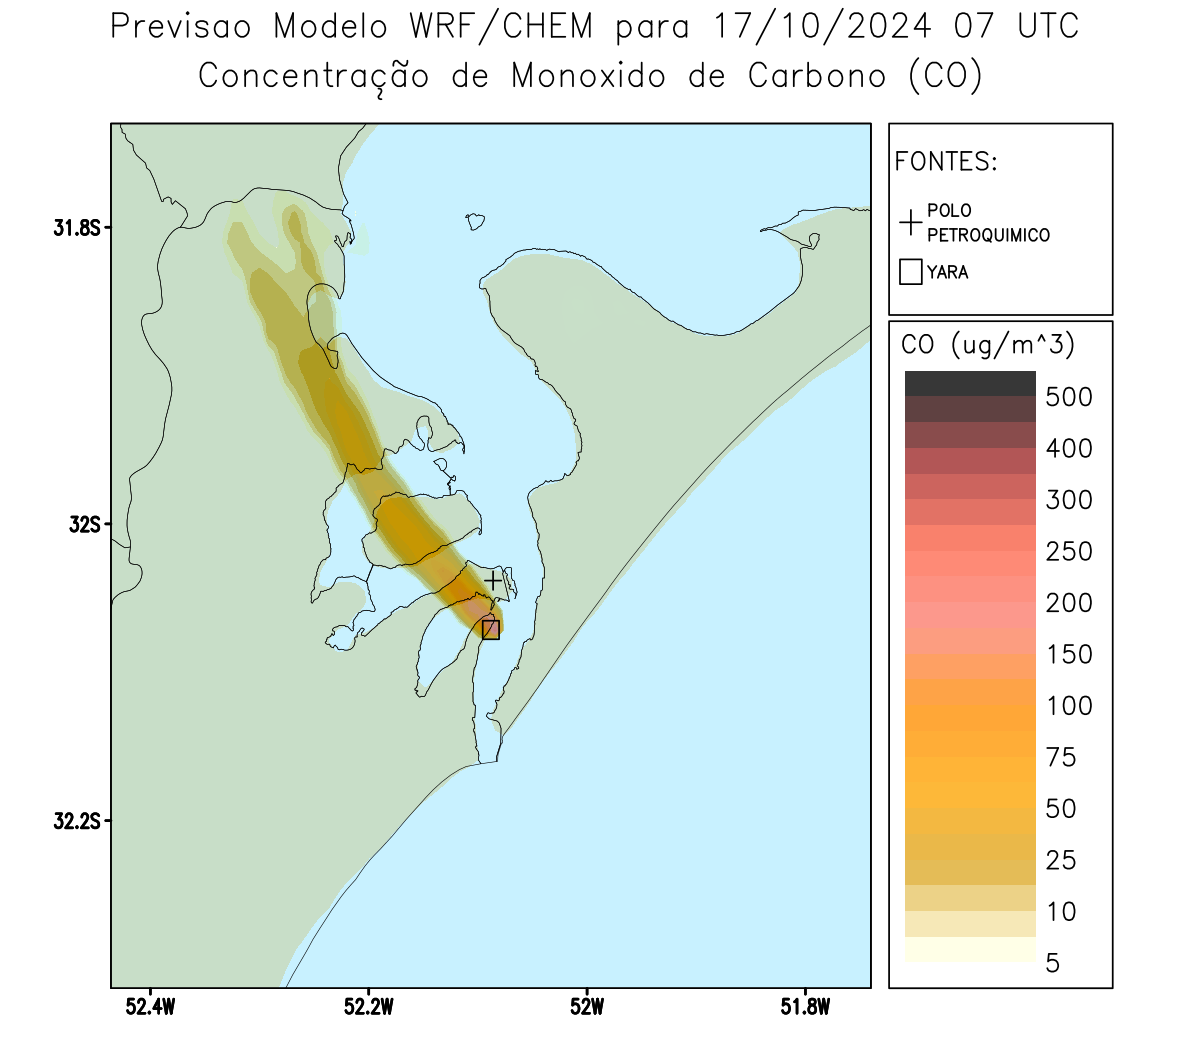 Previsao Modelo WRF/CHEM para 17/10/2024 07 UTC
Concentração de Monoxido de Carbono (CO)
FONTES:
POLO
PETROQUIMICO
YARA
CO (ug/m^3)
500
400
300
250
200
150
100
75
50
25
10
5
31.8S
32S
32.2S
52.4W
52.2W
52W
51.8W